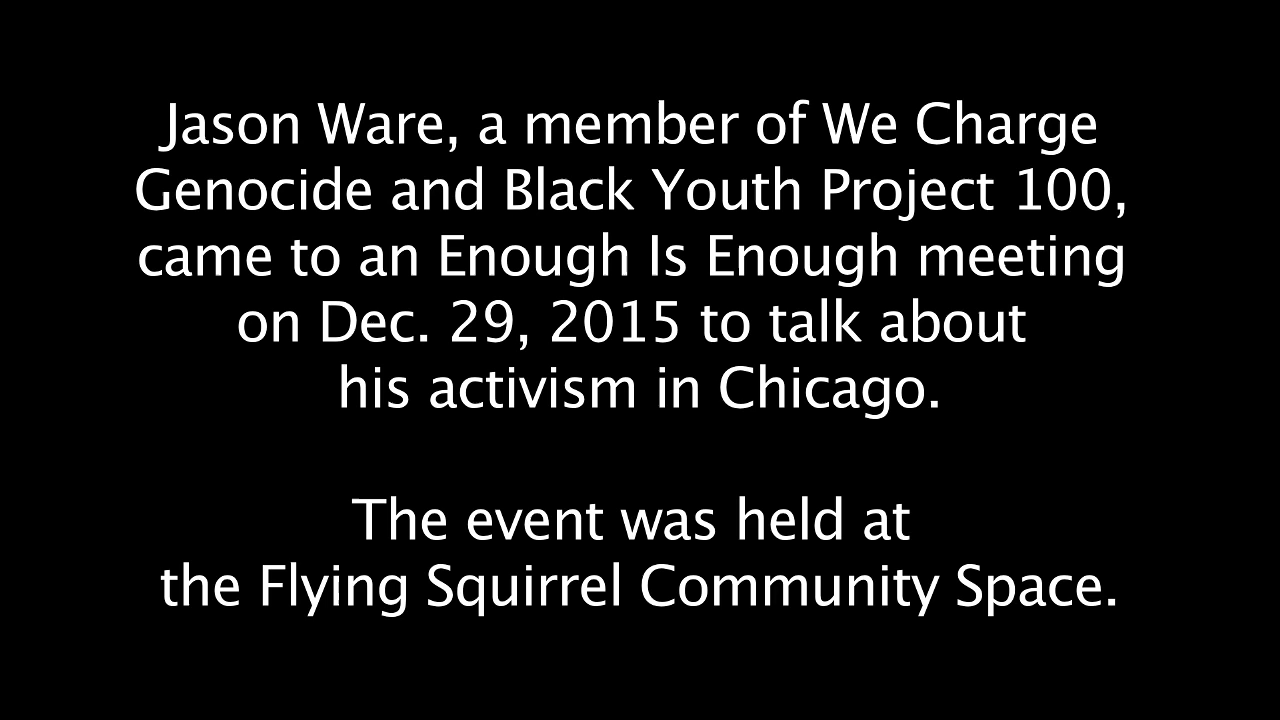 Jason Ware, a member of We Charge
Genocide and Black Youth Project 100,
came to an Enough Is Enough meeting
on Dec. 29, 2015 to talk about
his activism in Chicago.
The event was held at
the Flying Squirrel Community Space.